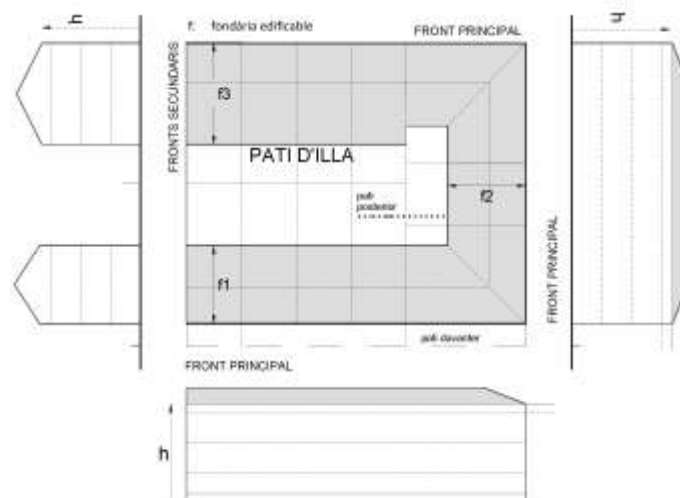 h
f. fondària edificable
FRONT PRINCIPAL
h
FRONTS SECUNDARIS
f3
PATI D'ILLA
pati
posterior
f2
f1
FRONT PRINCIPAL
pati davanter
FRONT PRINCIPAL
h